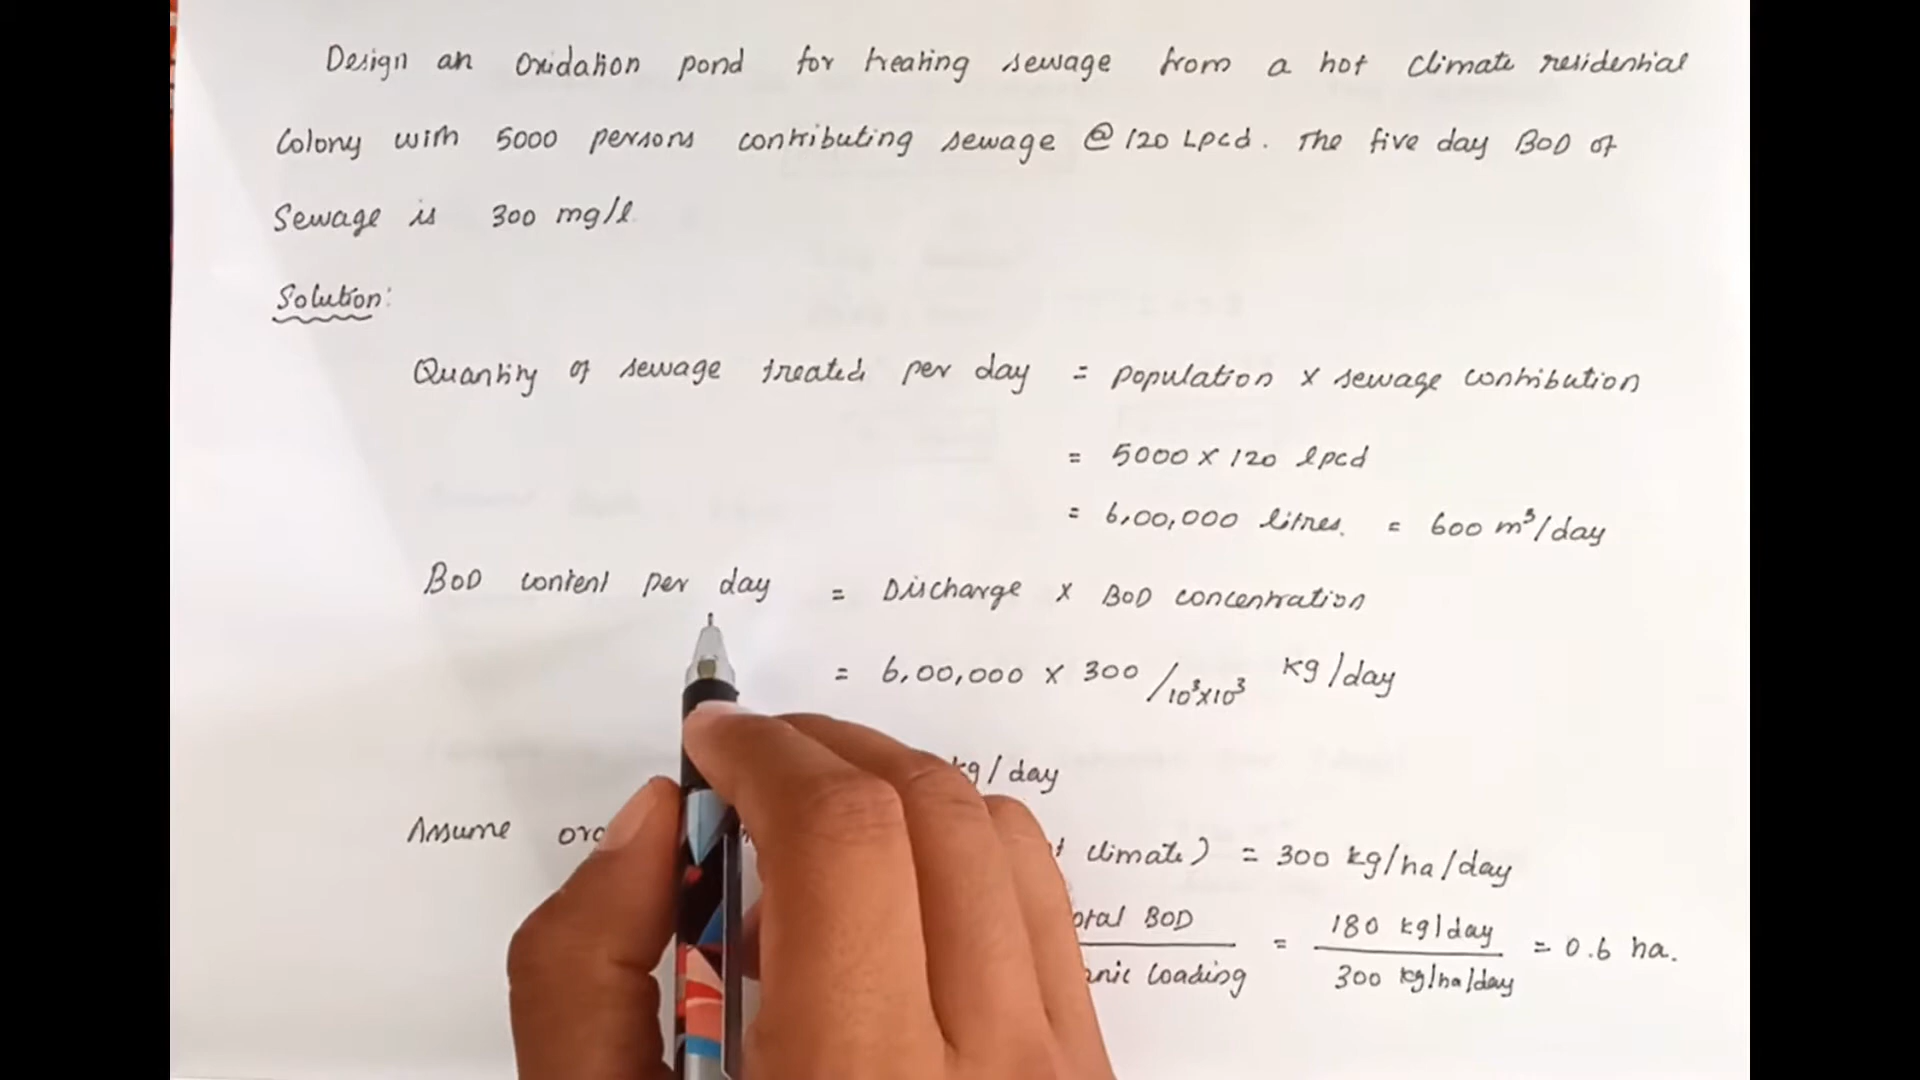 Design an Oxidation pond for treating sewage from a hot climate residential
Colony with 5000 persons contributing sewage @ 120 Lpcd. The five day BOD of
Sewage is 300 mg/l
Solution:
Quantity of sewage treated per day = population x sewage contribution
= 5000 x 120 lpcd
= 6,00,000 litres. = 600 m³/day
BOD content per day = Discharge x BOD concentration
= 6,00,000 x 300 /10³x10³ kg/day
kg/day
Assume climate) = 300 kg/ha/day
BOD = 180 kg/day = 0.6 ha.
Loading 300 kg/ha/day